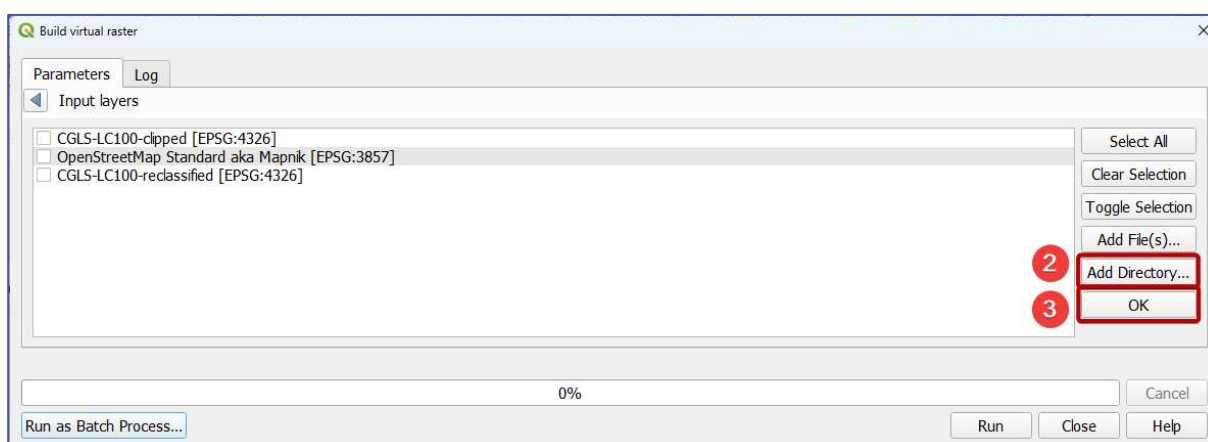 Build virtual raster
Parameters
Log
Input layers
CGLS-LC100-clipped [EPSG:4326]
OpenStreetMap Standard aka Mapnik [EPSG:3857]
CGLS-LC100-reclassified [EPSG:4326]
Select All
Clear Selection
Toggle Selection
Add File(s)...
2
Add Directory...
3
OK
0%
Cancel
Run as Batch Process...
Run
Close
Help